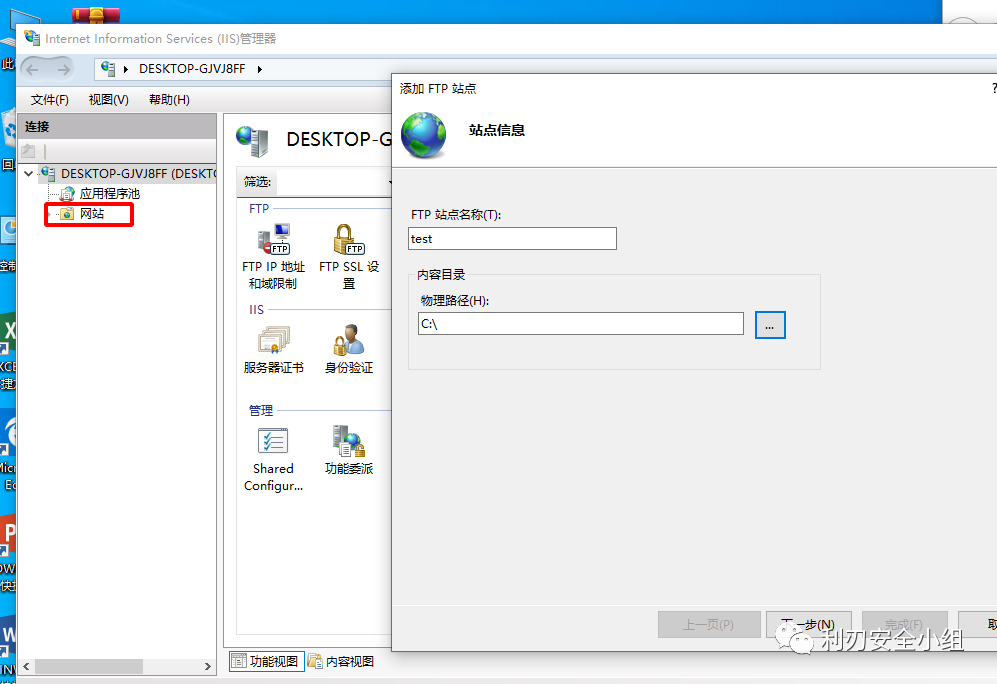 Internet Information Services (IIS)管理器
DESKTOP-GJVJ8FF
文件(F) 视图(V) 帮助(H)
连接
DESKTOP-GJVJ8FF (DESKTO
应用程序池
网站
DESKTOP-G
筛选:
FTP
FTP IP 地址
和域限制
FTP SSL 设
置
IIS
服务器证书
身份验证
管理
Shared
Configur...
功能委派
功能视图
内容视图
添加 FTP 站点
?
站点信息
FTP 站点名称(T):
test
内容目录
物理路径(H):
C:\
...
上一页(P)
下一步(N)
完成(F)
取
利刃安全小组